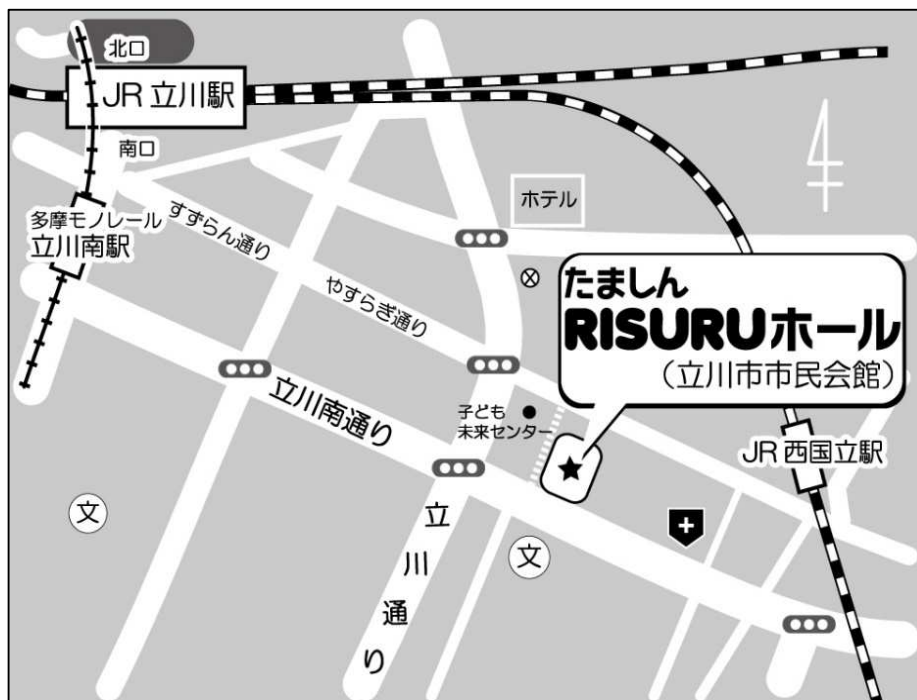 北口
JR 立川駅
南口
多摩モノレール
立川南駅
すずらん通り
ホテル
やすらぎ通り
たましん
RISURUホール
(立川市市民会館)
立川南通り
子ども
未来センター
JR 西国立駅
文
文
立川通り